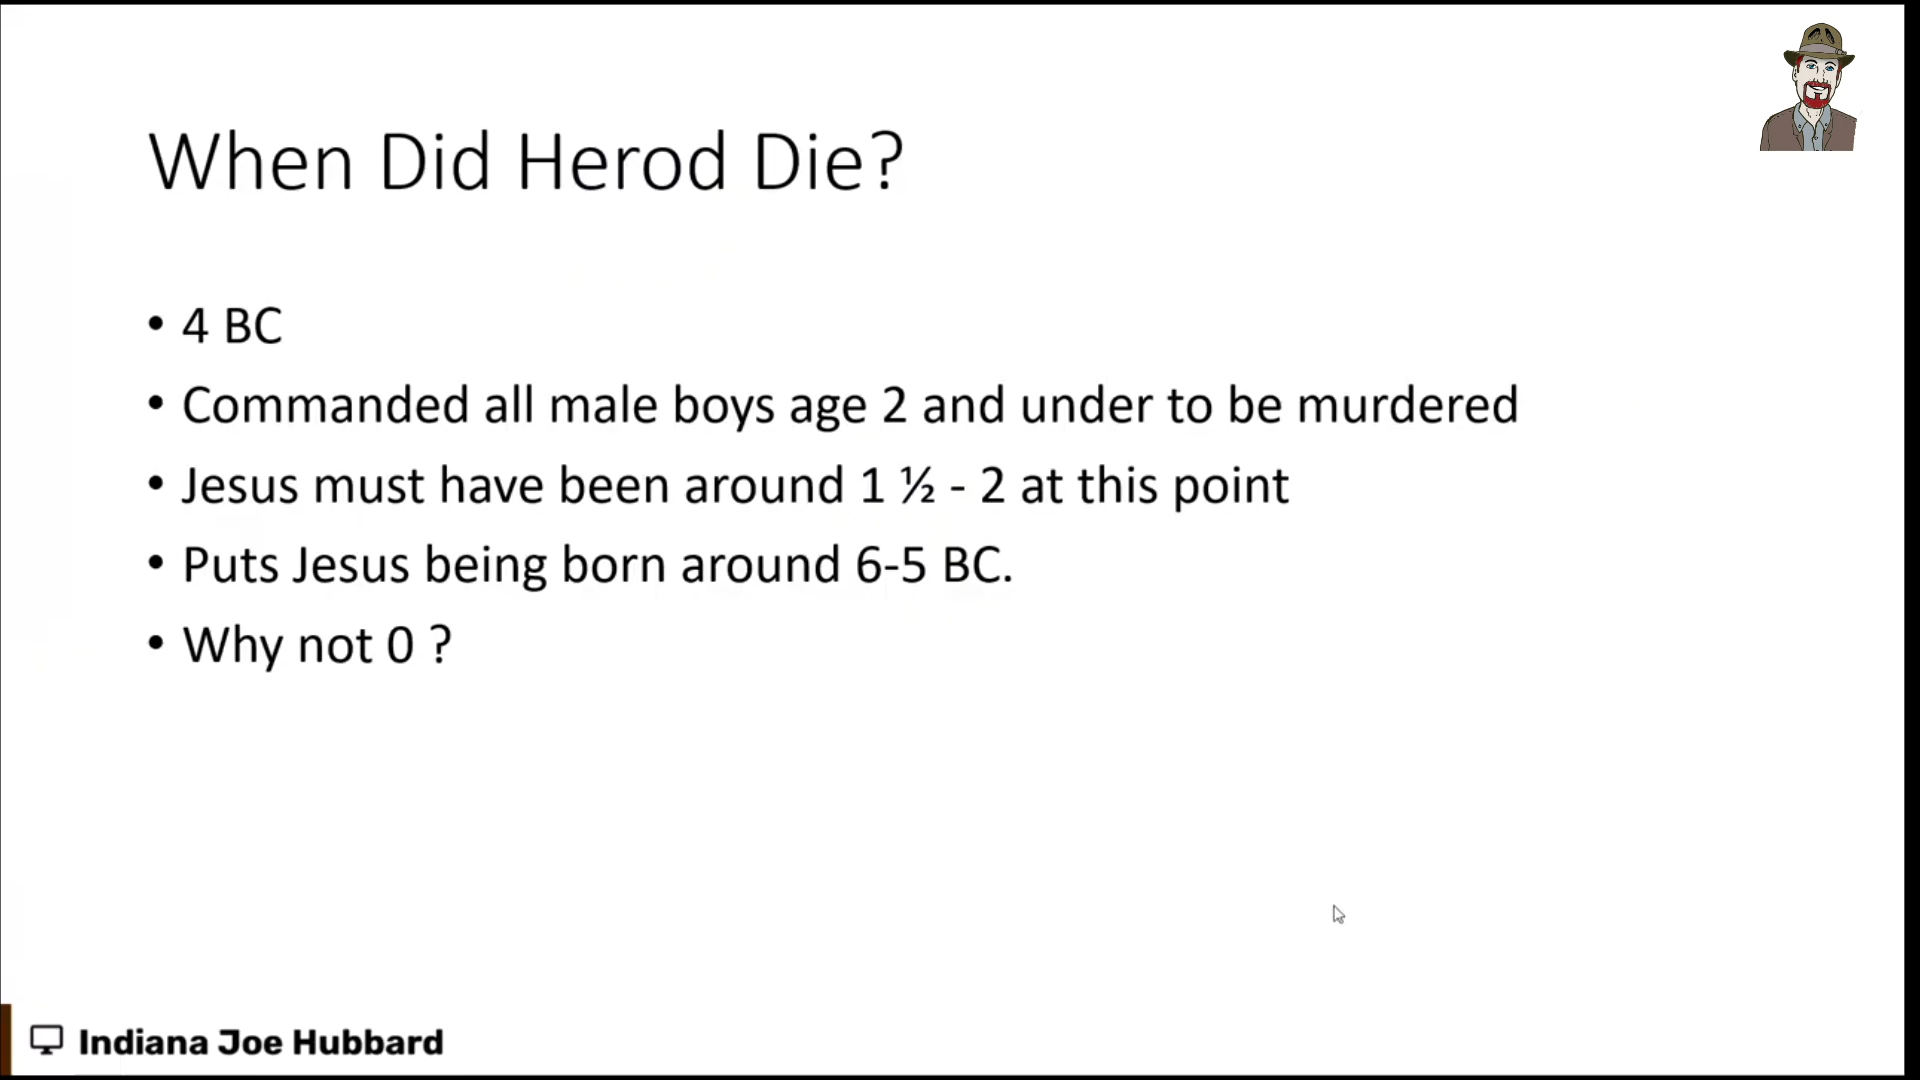 When Did Herod Die?
• 4 BC
• Commanded all male boys age 2 and under to be murdered
• Jesus must have been around 1 ½ - 2 at this point
• Puts Jesus being born around 6-5 BC.
• Why not 0 ?
Indiana Joe Hubbard